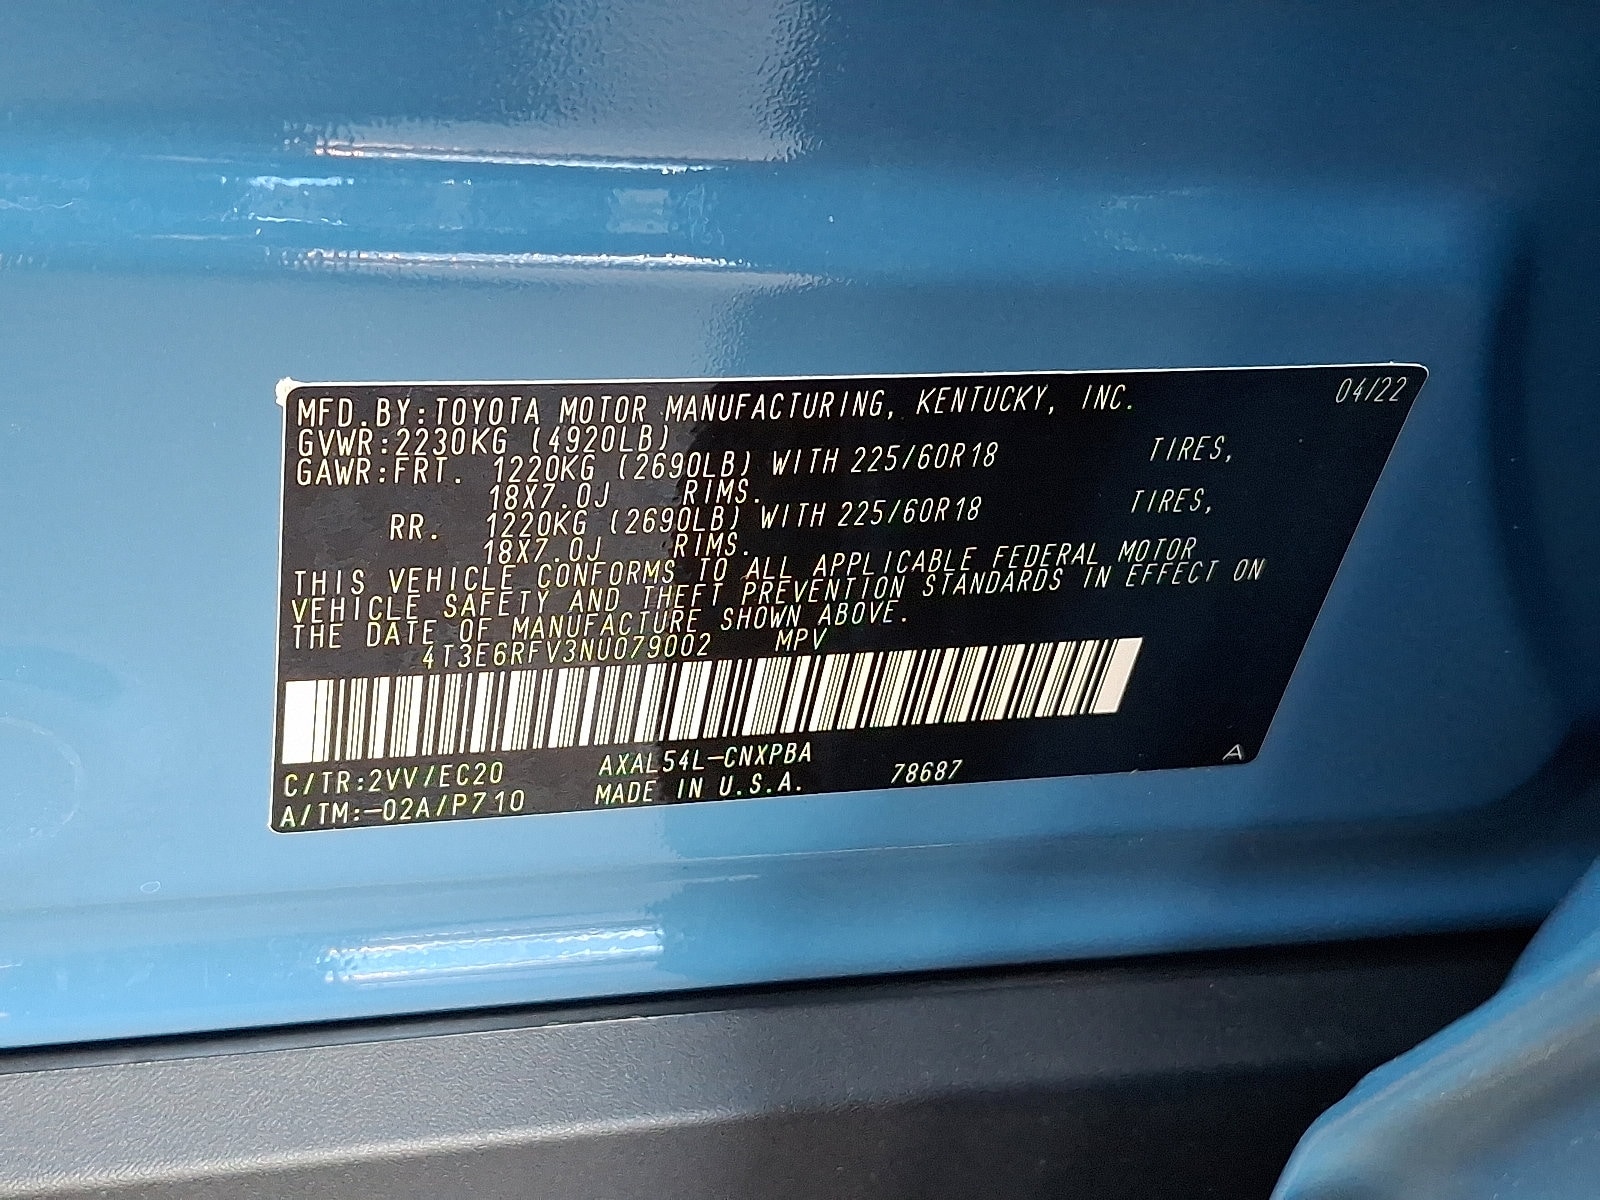 MFD.BY:TOYOTA MOTOR MANUFACTURING, KENTUCKY, INC. 04/22
GVWR:2230KG (4920LB)
GAWR:FRT. 1220KG (2690LB) WITH 225/60R18 TIRES,
18X7.0J RIMS.
RR. 1220KG (2690LB) WITH 225/60R18 TIRES,
18X7.0J RIMS.
THIS VEHICLE CONFORMS TO ALL APPLICABLE FEDERAL MOTOR
VEHICLE SAFETY AND THEFT PREVENTION STANDARDS IN EFFECT ON
THE DATE OF MANUFACTURE SHOWN ABOVE.
4T3E6RFV3NU079002 MPV
C/TR:2VV/EC20 AXAL54L-CNXPBA A
A/TM:-02A/P710 MADE IN U.S.A. 78687